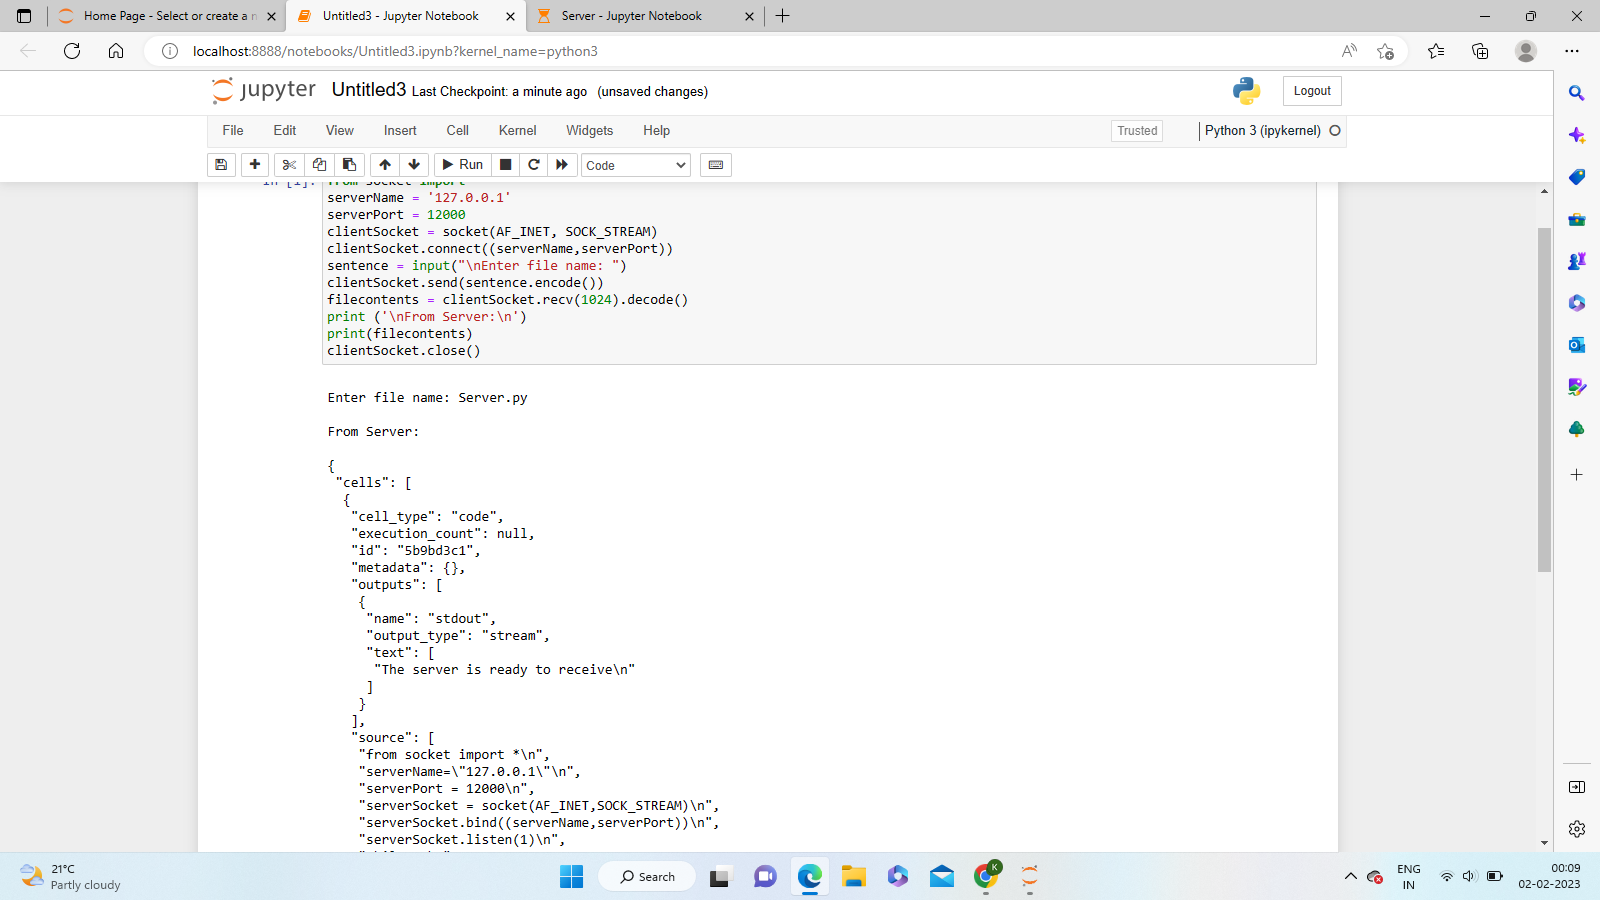 Home Page - Select or create a n
Untitled3 - Jupyter Notebook
Server - Jupyter Notebook
localhost:8888/notebooks/Untitled3.ipynb?kernel_name=python3
jupyter Untitled3 Last Checkpoint: a minute ago (unsaved changes)
Logout
File Edit View Insert Cell Kernel Widgets Help
Trusted
Python 3 (ipykernel)
Run
Code
In [1]: from socket import
serverName = '127.0.0.1'
serverPort = 12000
clientSocket = socket(AF_INET, SOCK_STREAM)
clientSocket.connect((serverName,serverPort))
sentence = input("\nEnter file name: ")
clientSocket.send(sentence.encode())
filecontents = clientSocket.recv(1024).decode()
print ('\nFrom Server:\n')
print(filecontents)
clientSocket.close()
Enter file name: Server.py
From Server:
{
"cells": [
{
"cell_type": "code",
"execution_count": null,
"id": "5b9bd3c1",
"metadata": {},
"outputs": [
{
"name": "stdout",
"output_type": "stream",
"text": [
"The server is ready to receive\n"
]
}
],
"source": [
"from socket import *\n",
"serverName=\"127.0.0.1\"\n",
"serverPort = 12000\n",
"serverSocket = socket(AF_INET,SOCK_STREAM)\n",
"serverSocket.bind((serverName,serverPort))\n",
"serverSocket.listen(1)\n",
21°C
Partly cloudy
Search
K
ENG
IN
00:09
02-02-2023